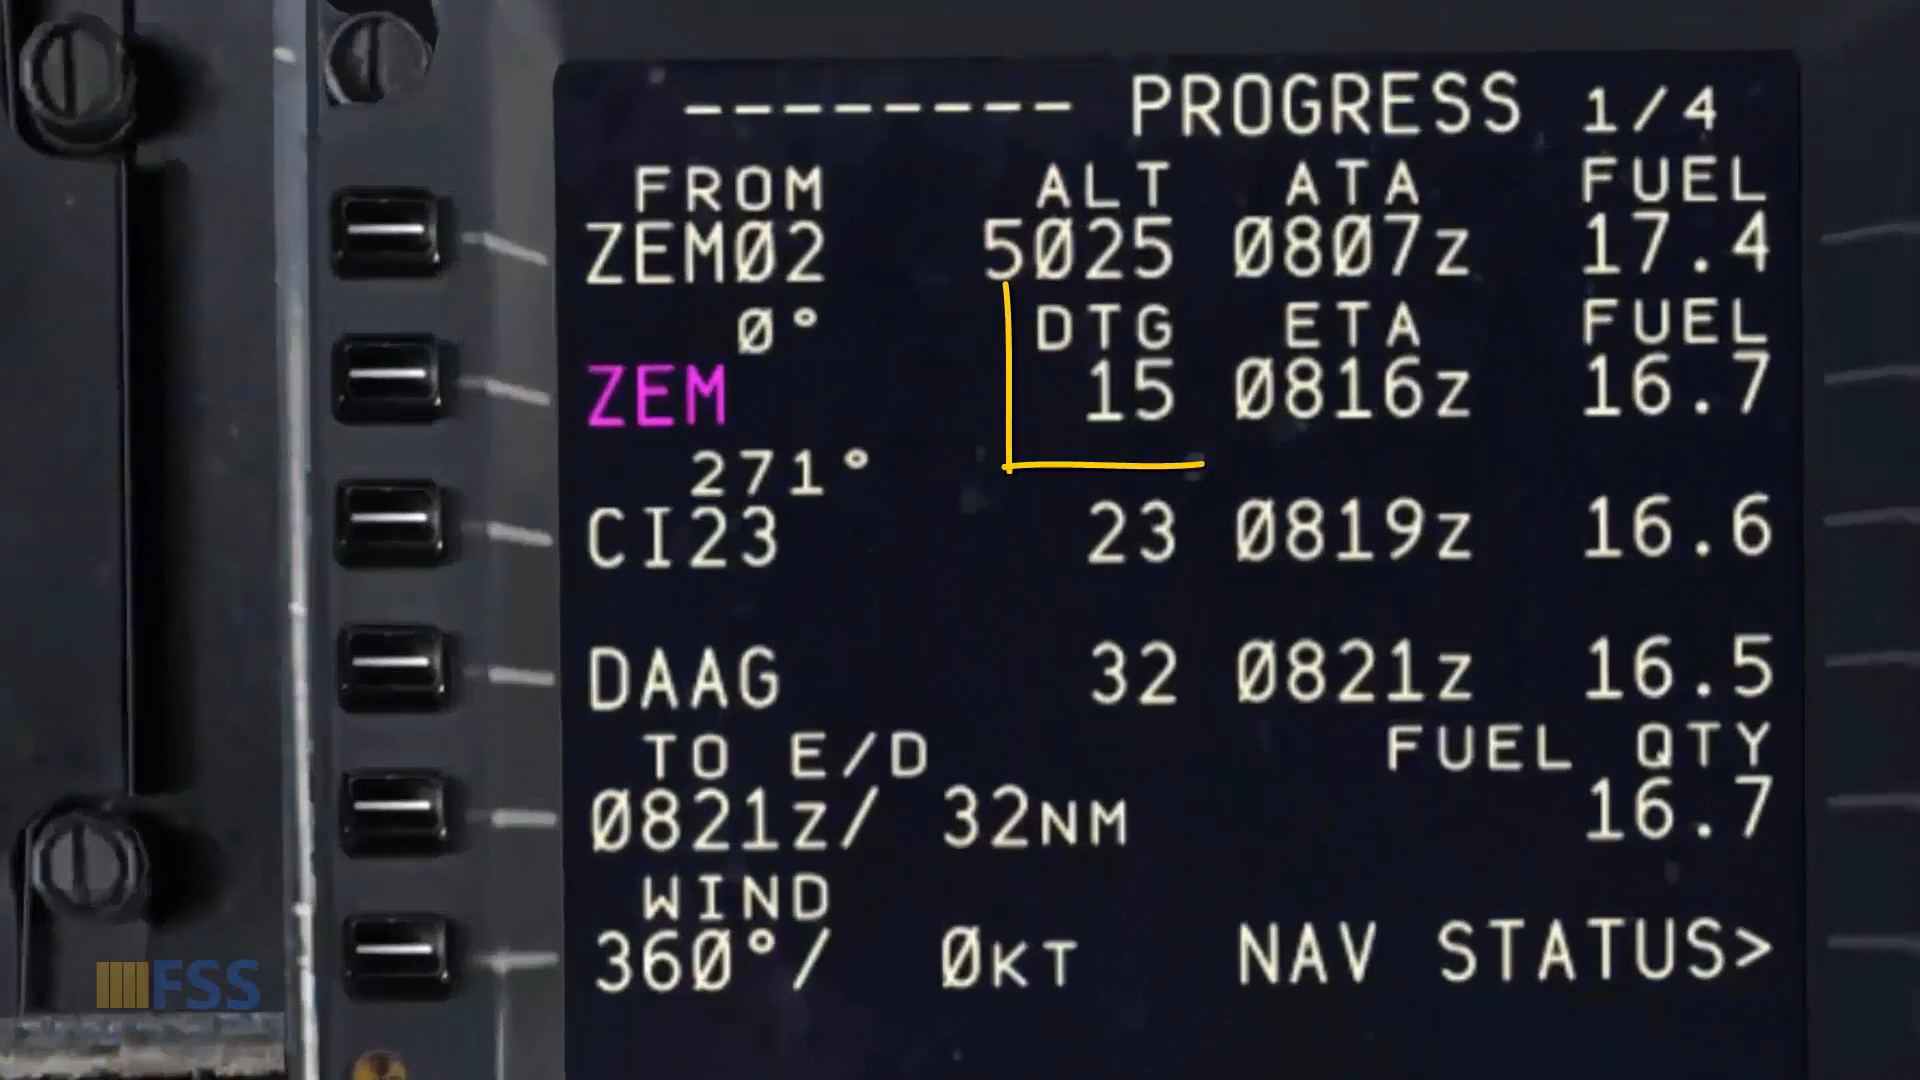 -------- PROGRESS 1/4
FROM ALT ATA FUEL
ZEMØ2 5Ø25 Ø8Ø7z 17.4
Ø° DTG ETA FUEL
ZEM 15 Ø816z 16.7
271°
CI23 23 Ø819z 16.6
DAAG 32 Ø821z 16.5
TO E/D FUEL QTY
Ø821z/ 32NM 16.7
WIND
36Ø°/ ØKT NAV STATUS>
FSS